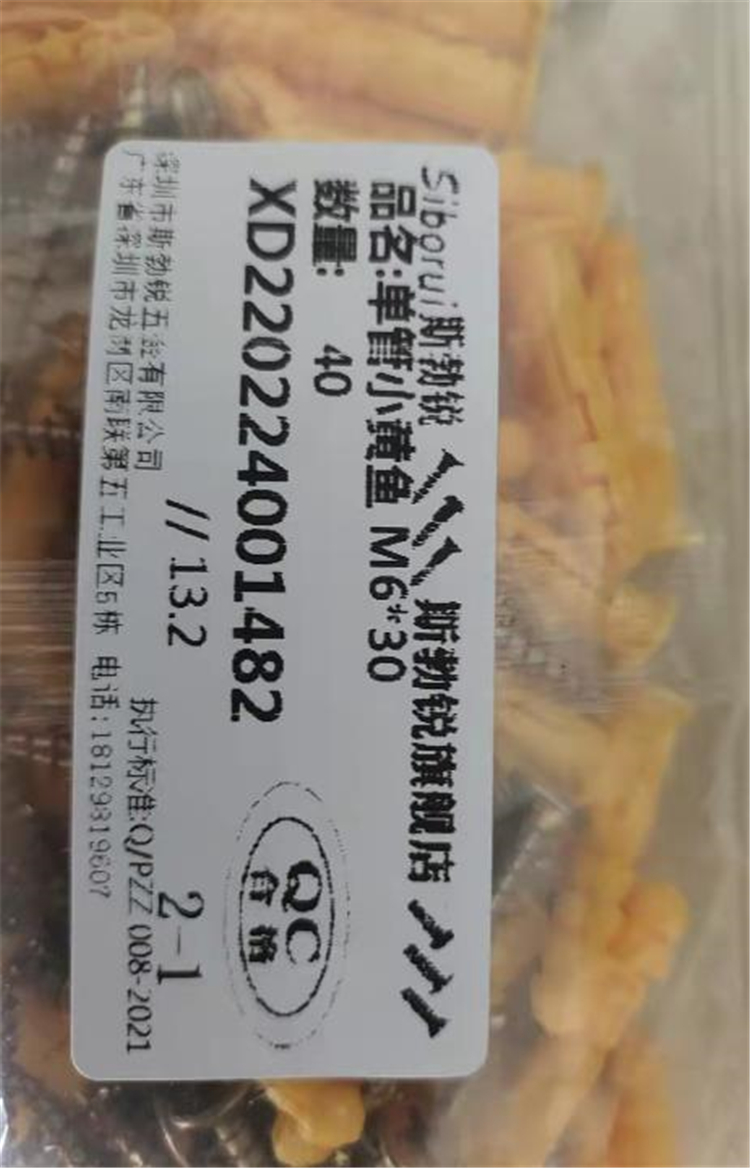 Siborui斯勃锐 斯勃锐旗舰店
品名:单管小黄鱼 M6*30
数量: 40
XD2202240014​82
QC
合格
// 13.2
2-1
深圳市斯勃锐五金有限公司 执行标准:Q/PZZ 008-2021
广东省深圳市龙岗区南联第五工业区5栋 电话:18129819607